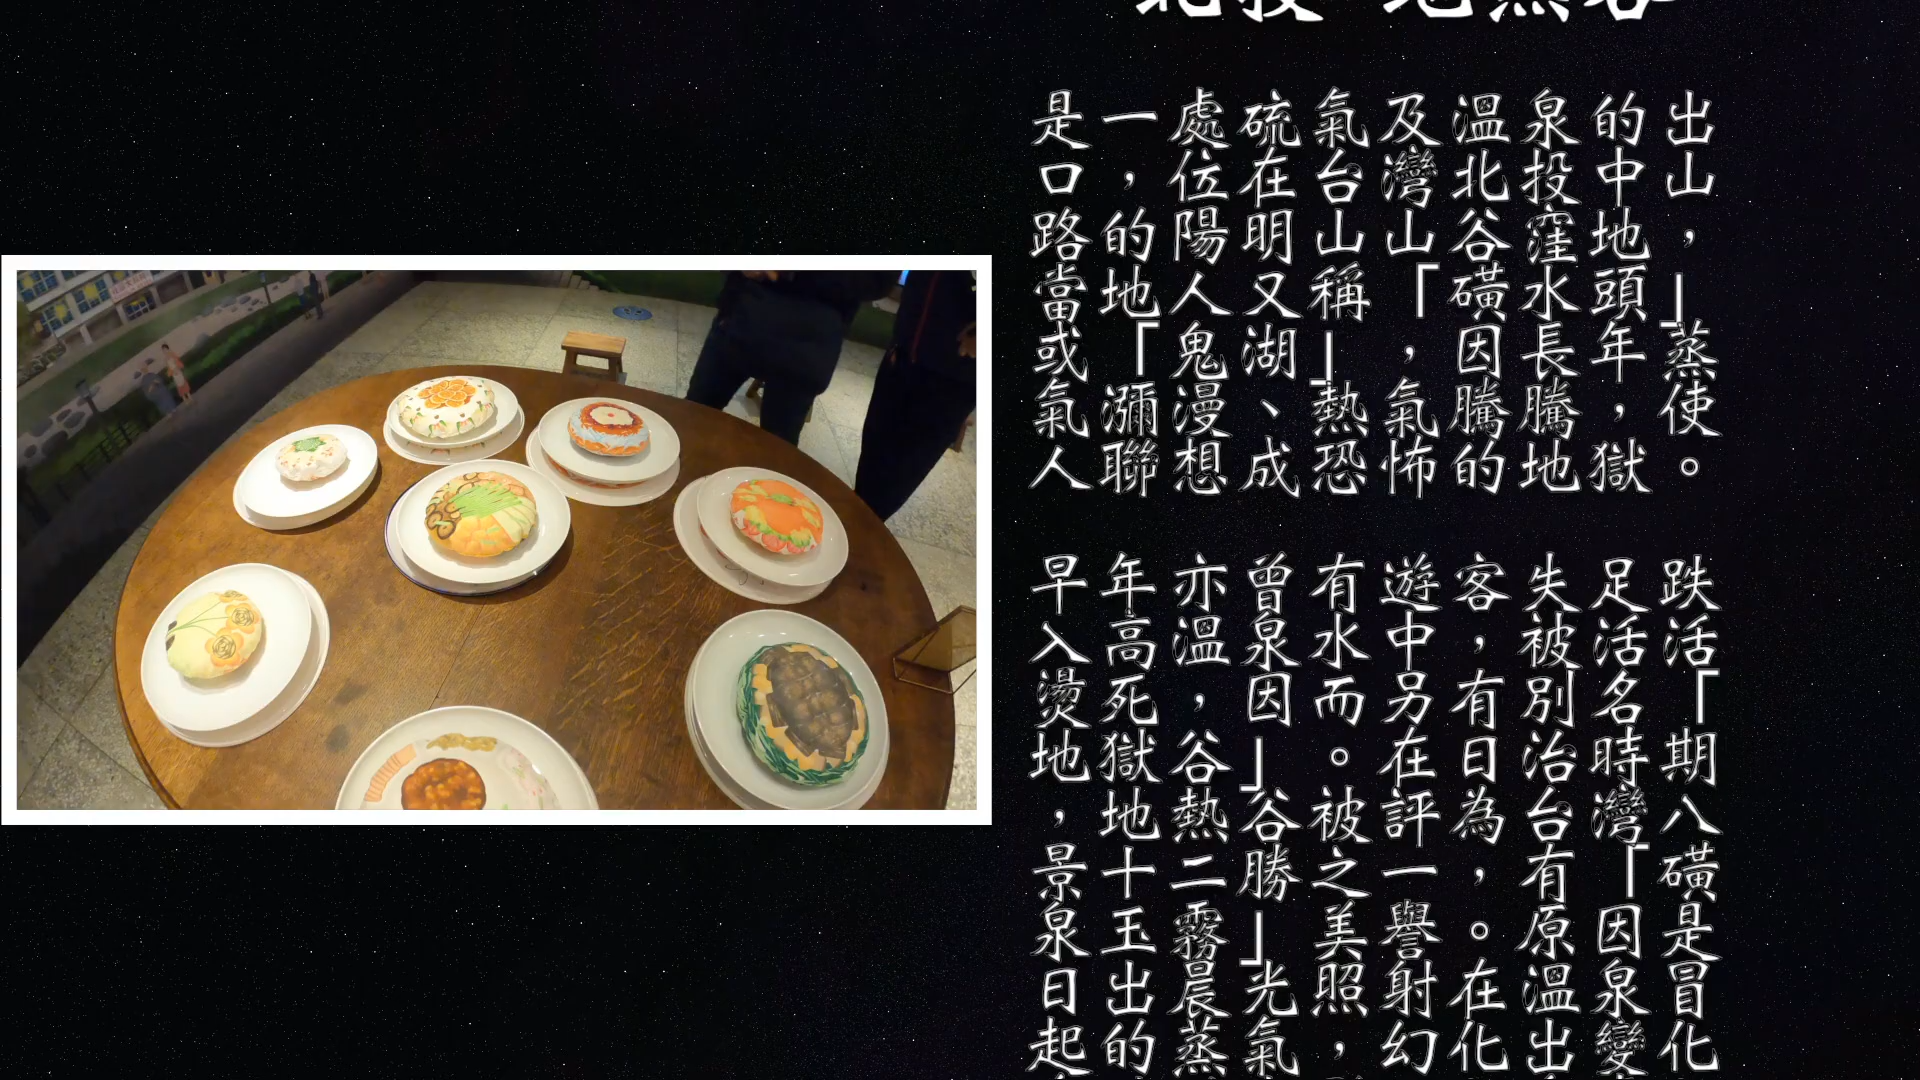 北投 地熱谷
是一處硫氣及溫泉的出
口,位在台灣北投中山
路的陽明山山谷窪地,
當地人又稱「磺水頭」
或「鬼湖」,因長年蒸
氣瀰漫、熱氣騰騰,使
人聯想成恐怖的地獄。
早年亦曾有遊客失足跌
入高溫泉水中,被活活
燙死,因而另有別名「
地獄谷」。在日治時期
,地熱谷被評為台灣八
景十二勝之一,有「磺
泉玉霧」美譽。原因是
日出晨光照射在溫泉冒
起的蒸氣,幻化出變化